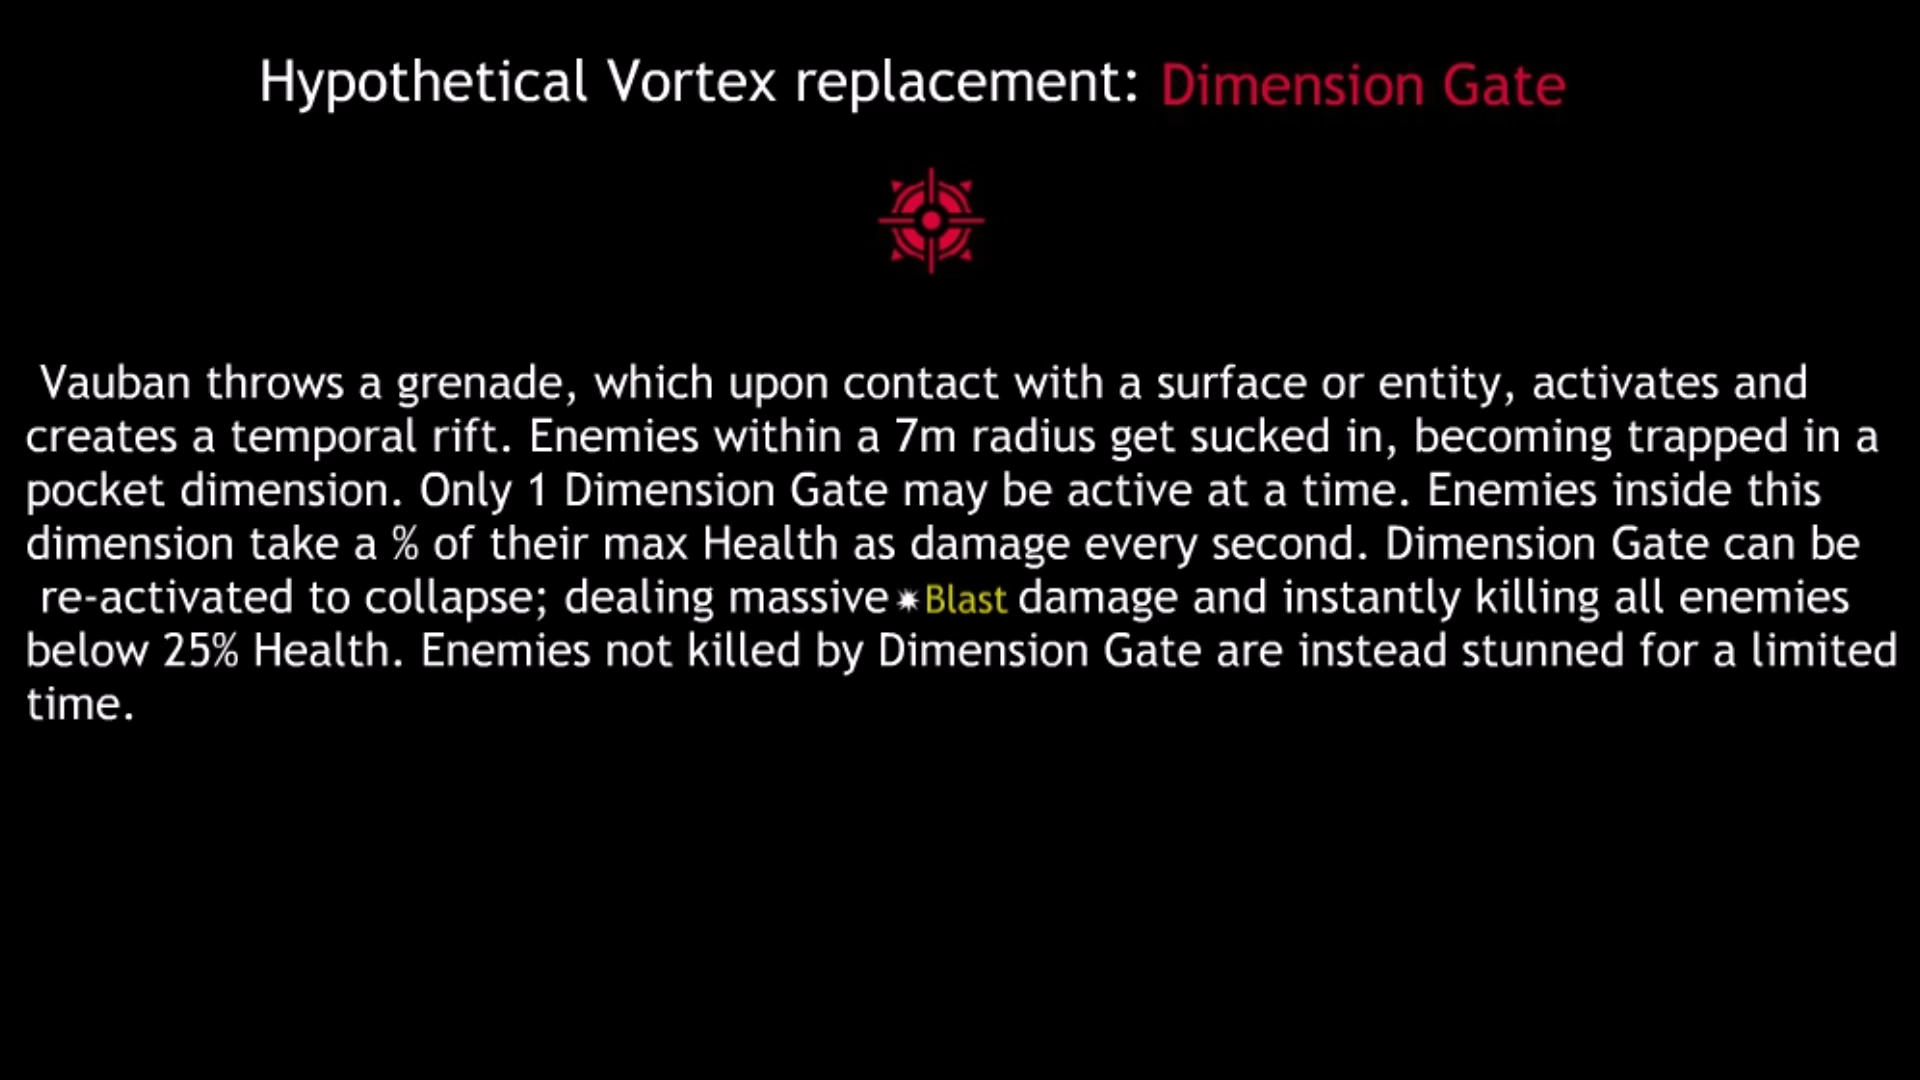 Hypothetical Vortex replacement: Dimension Gate
Vauban throws a grenade, which upon contact with a surface or entity, activates and
creates a temporal rift. Enemies within a 7m radius get sucked in, becoming trapped in a
pocket dimension. Only 1 Dimension Gate may be active at a time. Enemies inside this
dimension take a % of their max Health as damage every second. Dimension Gate can be
re-activated to collapse; dealing massive Blast damage and instantly killing all enemies
below 25% Health. Enemies not killed by Dimension Gate are instead stunned for a limited
time.